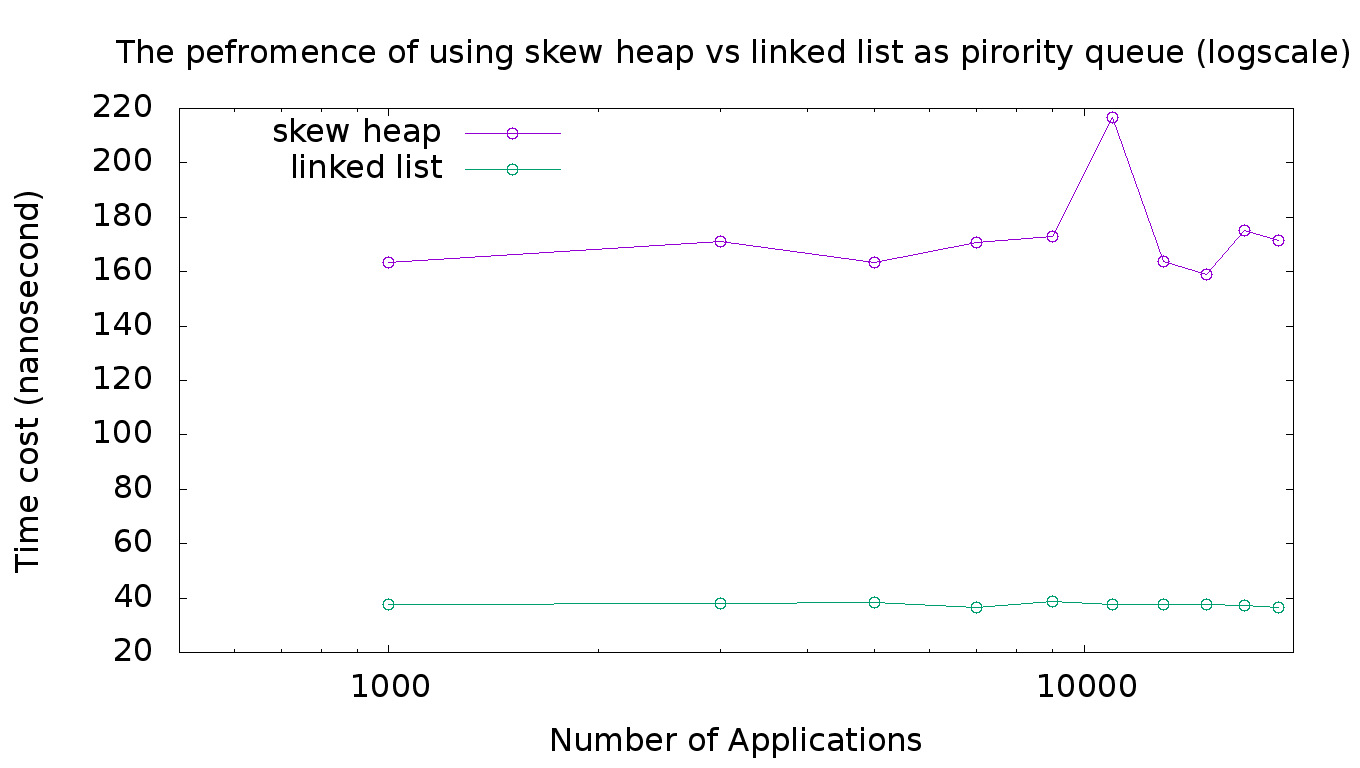 The pefromence of using skew heap vs linked list as pirority queue (logscale)
220
200
180
160
140
120
100
80
60
40
20
skew heap
linked list
Time cost (nanosecond)
1000
10000
Number of Applications